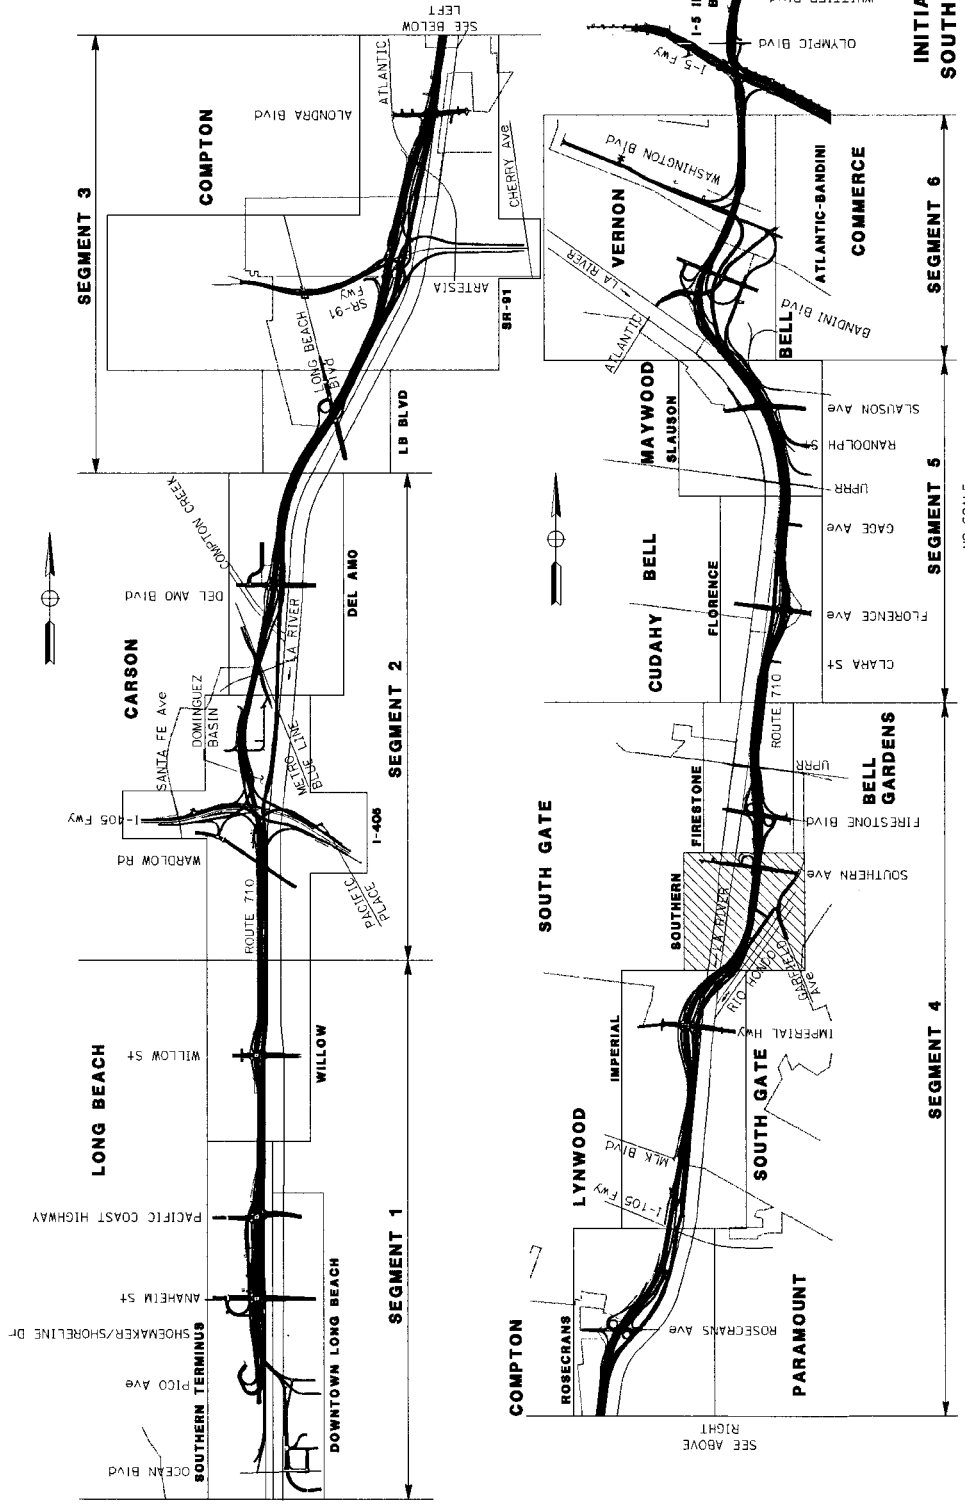 SEGMENT 3
COMPTON
SEE BELOW
LEFT
ATLANTIC
ALONDRA Blvd
CHERRY Ave
ARTESIA
SR-91
SR-91
Fwy
LONG BEACH
Blvd
LB BLVD
COMPTON CREEK
DEL AMO Blvd
DEL AMO
LA RIVER
CARSON
SANTA FE Ave
DOMINGUEZ
BASIN
METRO
BLUE LINE
SEGMENT 2
I-405 Fwy
I-405
WARDLOW Rd
PACIFIC
PLACE
ROUTE 710
LONG BEACH
WILLOW St
WILLOW
PACIFIC COAST HIGHWAY
SEGMENT 1
ANAHEIM St
SHOEMAKER/SHORELINE Dr
SOUTHERN TERMINUS
PICO Ave
DOWNTOWN LONG BEACH
OCEAN Blvd
INITIA
SOUTH
I-5
I-5 Fwy
OLYMPIC Blvd
WASHINGTON Blvd
VERNON
LA RIVER
ATLANTIC
ATLANTIC-BANDINI
COMMERCE
SEGMENT 6
BANDINI Blvd
BELL
MAYWOOD
SLAUSON
SLAUSON Ave
RANDOLPH St
UPRR
SEGMENT 5
GAGE Ave
BELL
CUDAHY
FLORENCE
FLORENCE Ave
CLARA St
ROUTE 710
SOUTH GATE
FIRESTONE
UPRR
BELL
GARDENS
FIRESTONE Blvd
SOUTHERN
SOUTHERN Ave
LA RIVER
RIO HONDO
GARFIELD
Ave
IMPERIAL
IMPERIAL Hwy
SEGMENT 4
LYNWOOD
MLK Blvd
SOUTH GATE
I-105 Fwy
COMPTON
ROSECRANS
ROSECRANS Ave
PARAMOUNT
SEE ABOVE
RIGHT